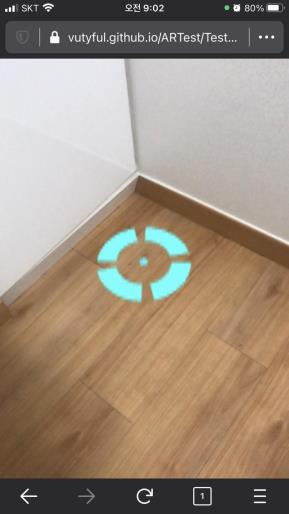 SKT 오전 9:02 80%
vutyful.github.io/ARTest/Test...
1